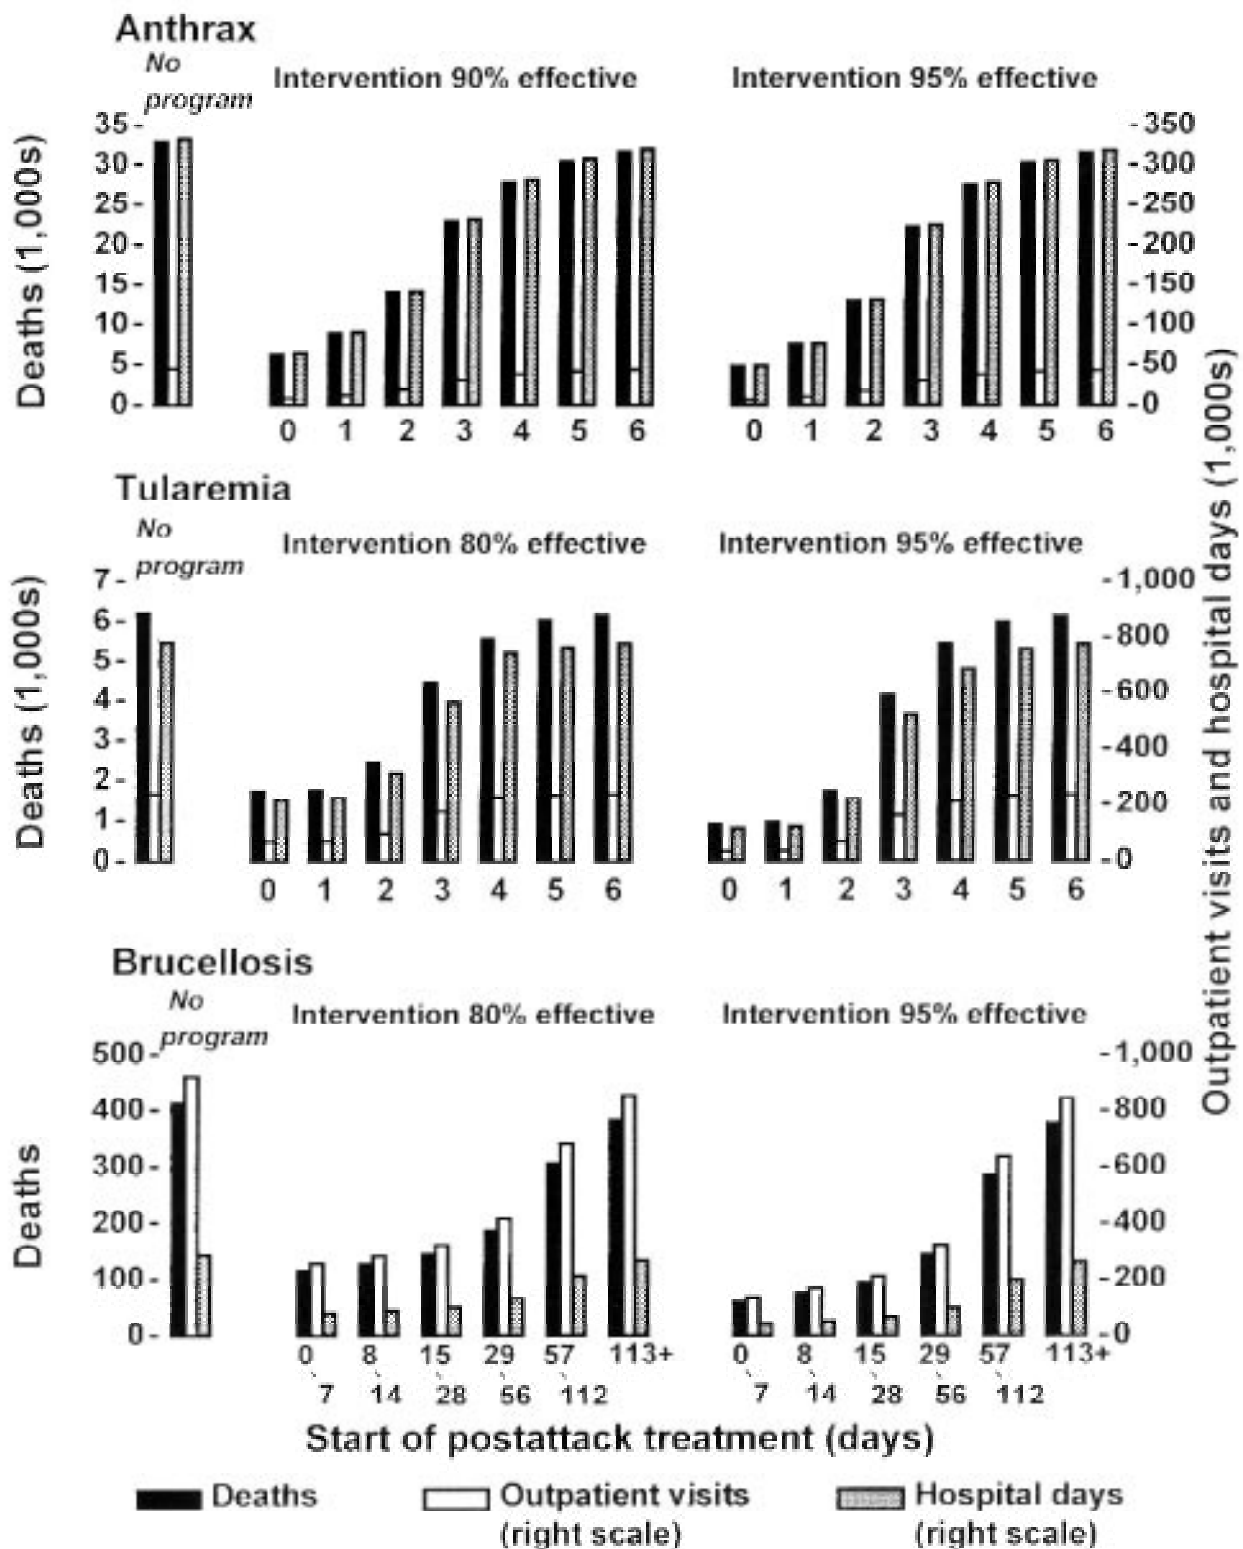 Anthrax
No
program
Intervention 90% effective
Intervention 95% effective
Deaths (1,000s)
35
30
25
20
15
10
5
0
350
300
250
200
150
100
50
0
0 1 2 3 4 5 6
0 1 2 3 4 5 6
Tularemia
No
program
Intervention 80% effective
Intervention 95% effective
Deaths (1,000s)
7
6
5
4
3
2
1
0
1,000
800
600
400
200
0
0 1 2 3 4 5 6
0 1 2 3 4 5 6
Outpatient visits and hospital days (1,000s)
Brucellosis
No
program
Intervention 80% effective
Intervention 95% effective
Deaths
500
400
300
200
100
0
1,000
800
600
400
200
0
0 8 15 29 57 113+
7 14 28 56 112
0 8 15 29 57 113+
7 14 28 56 112
Start of postattack treatment (days)
Deaths
Outpatient visits
(right scale)
Hospital days
(right scale)